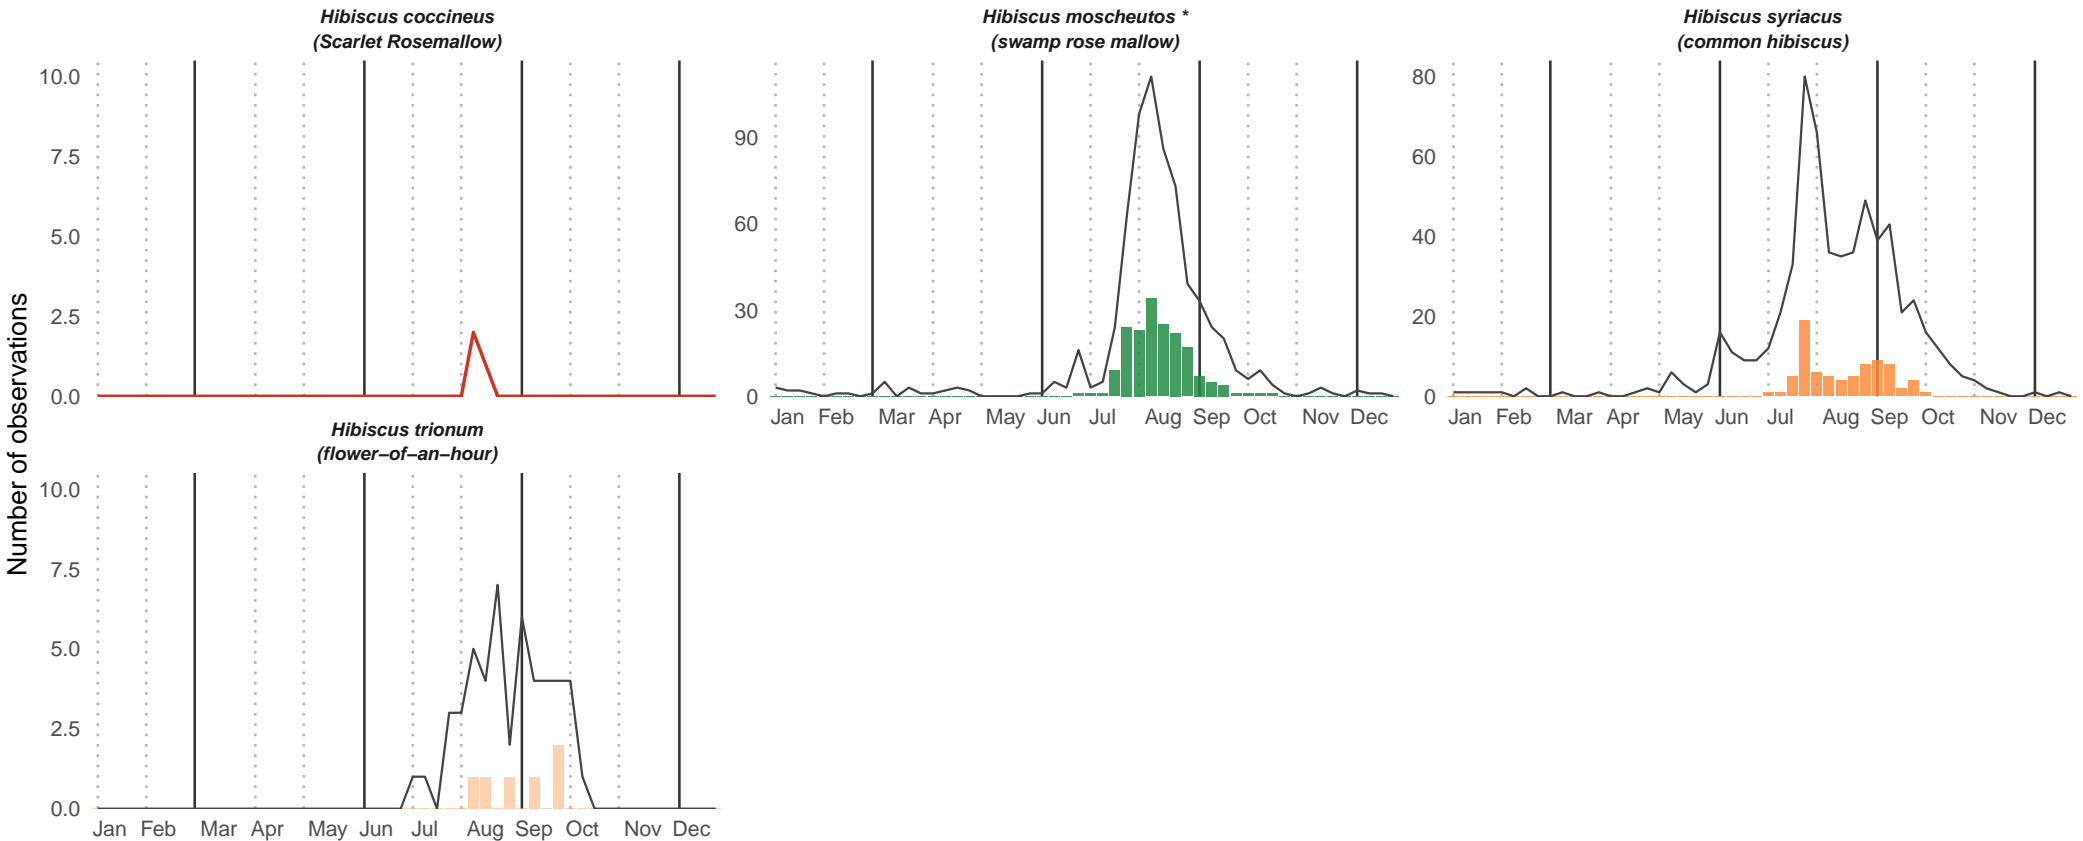 Hibiscus coccineus
(Scarlet Rosemallow)
Hibiscus moscheutos *
(swamp rose mallow)
Hibiscus syriacus
(common hibiscus)
Number of observations
10.0
7.5
5.0
2.5
0.0
90
60
30
0
Jan Feb Mar Apr May Jun Jul Aug Sep Oct Nov Dec
80
60
40
20
0
Jan Feb Mar Apr May Jun Jul Aug Sep Oct Nov Dec
Hibiscus trionum
(flower–of–an–hour)
10.0
7.5
5.0
2.5
0.0
Jan Feb Mar Apr May Jun Jul Aug Sep Oct Nov Dec